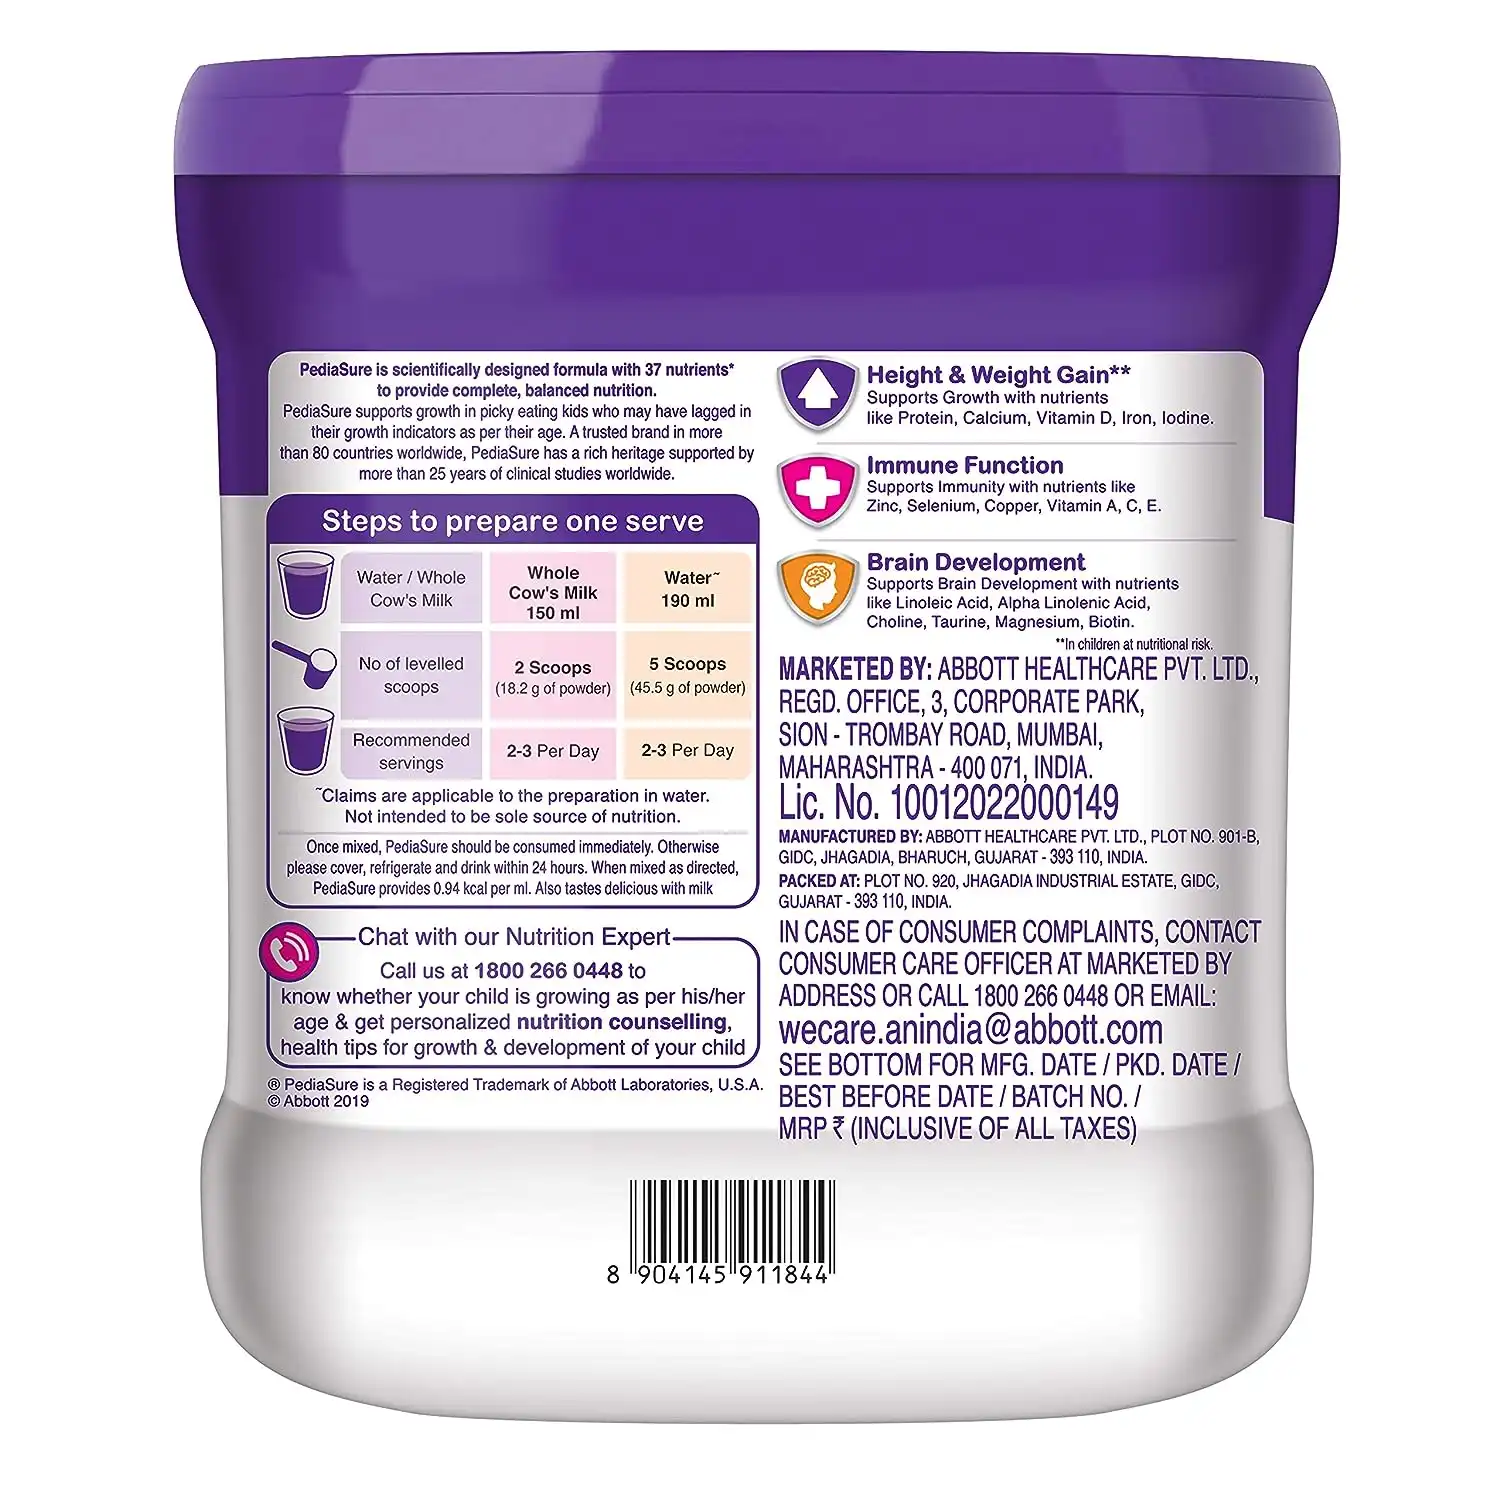 PediaSure is scientifically designed formula with 37 nutrients*
to provide complete, balanced nutrition.
PediaSure supports growth in picky eating kids who may have lagged in
their growth indicators as per their age. A trusted brand in more
than 80 countries worldwide, PediaSure has a rich heritage supported by
more than 25 years of clinical studies worldwide.
Steps to prepare one serve
Water / Whole
Cow's Milk
Whole
Cow's Milk
150 ml
Water~
190 ml
No of levelled
scoops
2 Scoops
(18.2 g of powder)
5 Scoops
(45.5 g of powder)
Recommended
servings
2-3 Per Day
2-3 Per Day
~Claims are applicable to the preparation in water.
Not intended to be sole source of nutrition.
Once mixed, PediaSure should be consumed immediately. Otherwise
please cover, refrigerate and drink within 24 hours. When mixed as directed,
PediaSure provides 0.94 kcal per ml. Also tastes delicious with milk
Chat with our Nutrition Expert
Call us at 1800 266 0448 to
know whether your child is growing as per his/her
age & get personalized nutrition counselling,
health tips for growth & development of your child
® PediaSure is a Registered Trademark of Abbott Laboratories, U.S.A.
© Abbott 2019
Height & Weight Gain**
Supports Growth with nutrients
like Protein, Calcium, Vitamin D, Iron, Iodine.
Immune Function
Supports Immunity with nutrients like
Zinc, Selenium, Copper, Vitamin A, C, E.
Brain Development
Supports Brain Development with nutrients
like Linoleic Acid, Alpha Linolenic Acid,
Choline, Taurine, Magnesium, Biotin.
**In children at nutritional risk.
MARKETED BY: ABBOTT HEALTHCARE PVT. LTD.,
REGD. OFFICE, 3, CORPORATE PARK,
SION - TROMBAY ROAD, MUMBAI,
MAHARASHTRA - 400 071, INDIA.
Lic. No. 10012022000149
MANUFACTURED BY: ABBOTT HEALTHCARE PVT. LTD., PLOT NO. 901-B,
GIDC, JHAGADIA, BHARUCH, GUJARAT - 393 110, INDIA.
PACKED AT: PLOT NO. 920, JHAGADIA INDUSTRIAL ESTATE, GIDC,
GUJARAT - 393 110, INDIA.
IN CASE OF CONSUMER COMPLAINTS, CONTACT
CONSUMER CARE OFFICER AT MARKETED BY
ADDRESS OR CALL 1800 266 0448 OR EMAIL:
wecare.anindia@abbott.com
SEE BOTTOM FOR MFG. DATE / PKD. DATE /
BEST BEFORE DATE / BATCH NO. /
MRP ₹ (INCLUSIVE OF ALL TAXES)
8 904145 911844